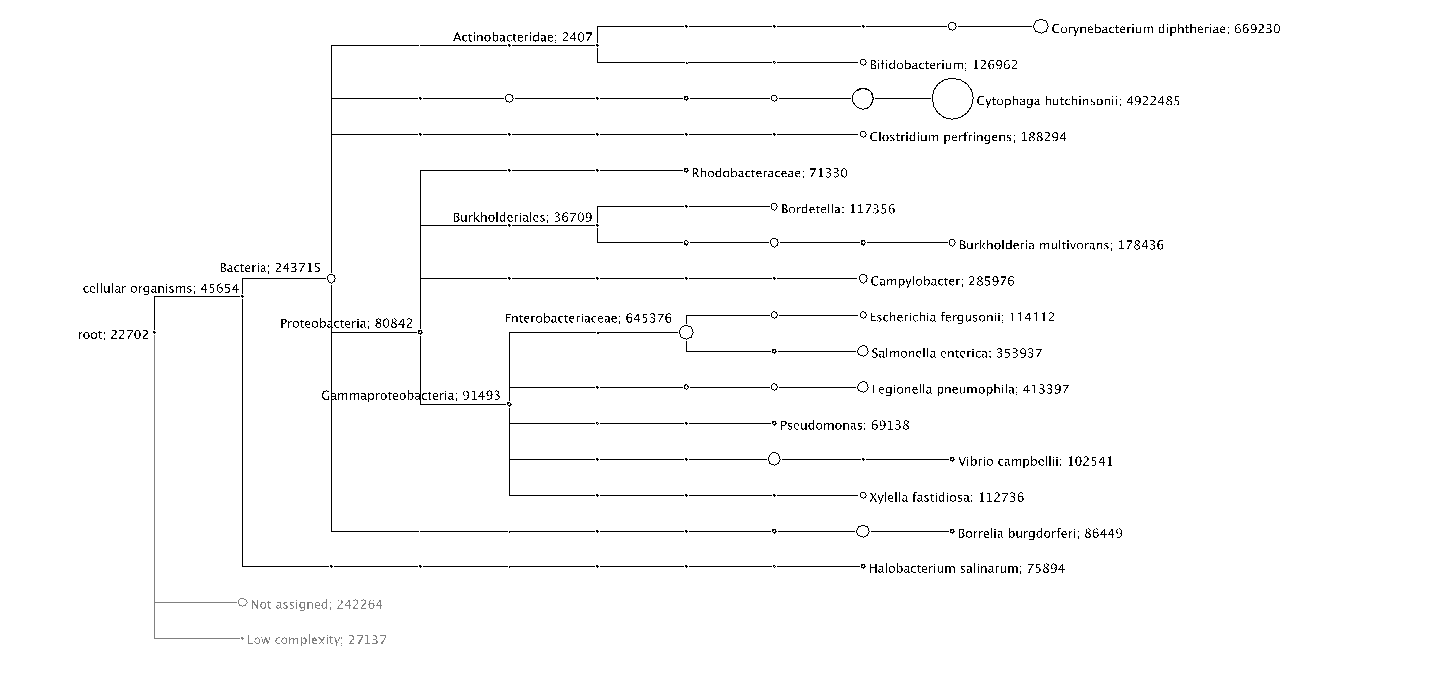 Actinobacteridae; 2407
Corynebacterium diphtheriae; 669230
Bifidobacterium; 126962
Cytophaga hutchinsonii; 4922485
Clostridium perfringens; 188294
Rhodobacteraceae; 71330
Bordetella; 117356
Burkholderiales; 36709
Burkholderia multivorans; 178436
Bacteria; 243715
Campylobacter; 285976
cellular organisms; 45654
Escherichia fergusonii; 114112
Enterobacteriaceae; 645376
Proteobacteria; 80842
root; 22702
Salmonella enterica; 353937
Legionella pneumophila; 413397
Gammaproteobacteria; 91493
Pseudomonas; 69138
Vibrio campbellii; 102541
Xylella fastidiosa; 112736
Borrelia burgdorferi; 86449
Halobacterium salinarum; 75894
Not assigned; 242264
Low complexity; 27137